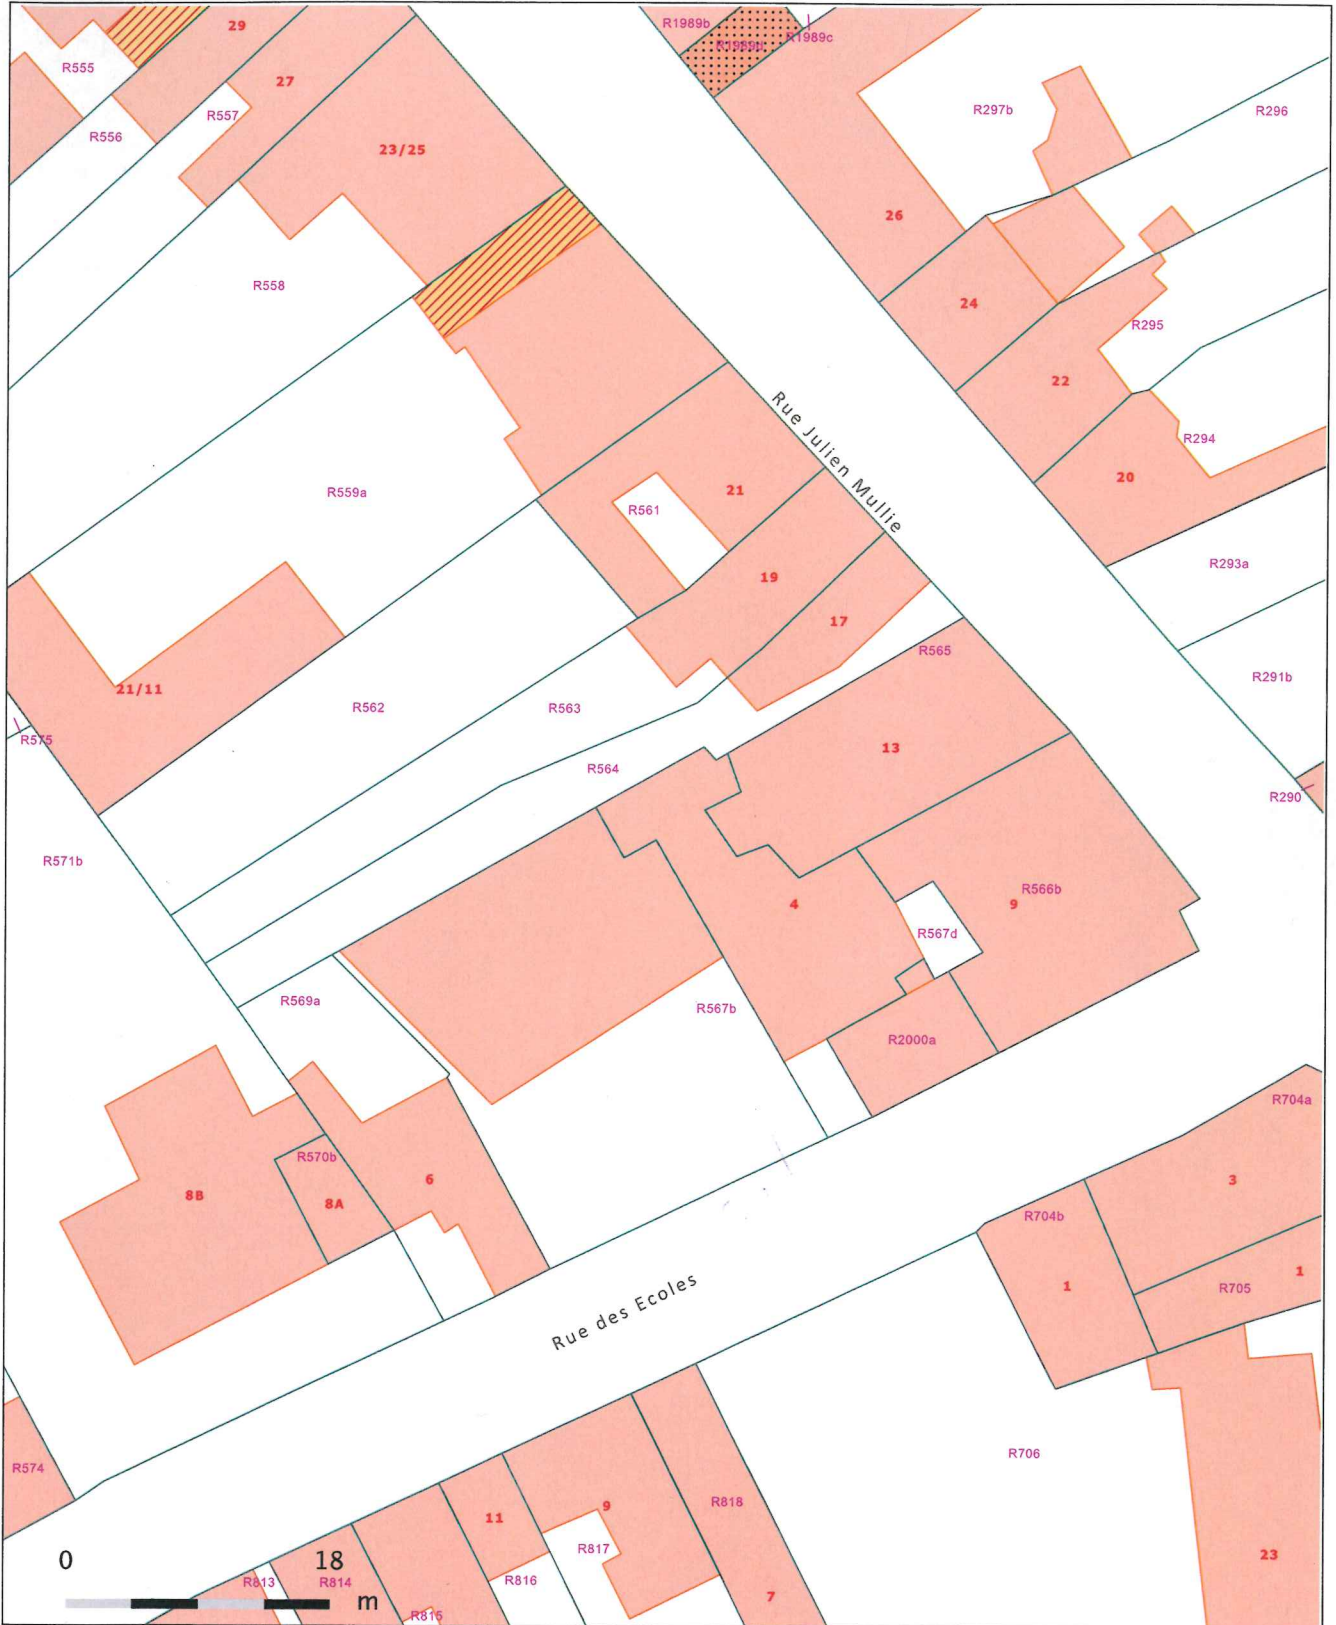 29
R1989b
R1989d
R1989c
R555
27
R557
R297b
R296
R556
23/25
26
R558
24
R295
22
R294
20
R559a
Rue Julien Mullie
21
R561
R293a
19
17
R565
R291b
21/11
R562
R563
R575
13
R564
R290
R571b
R566b
4
9
R567d
R569a
R567b
R2000a
R704a
R570b
6
3
8B
8A
R704b
1
1
R705
Rue des Ecoles
R706
R574
R818
9
11
23
0
18
R817
R813
R814
R816
m
7
R815